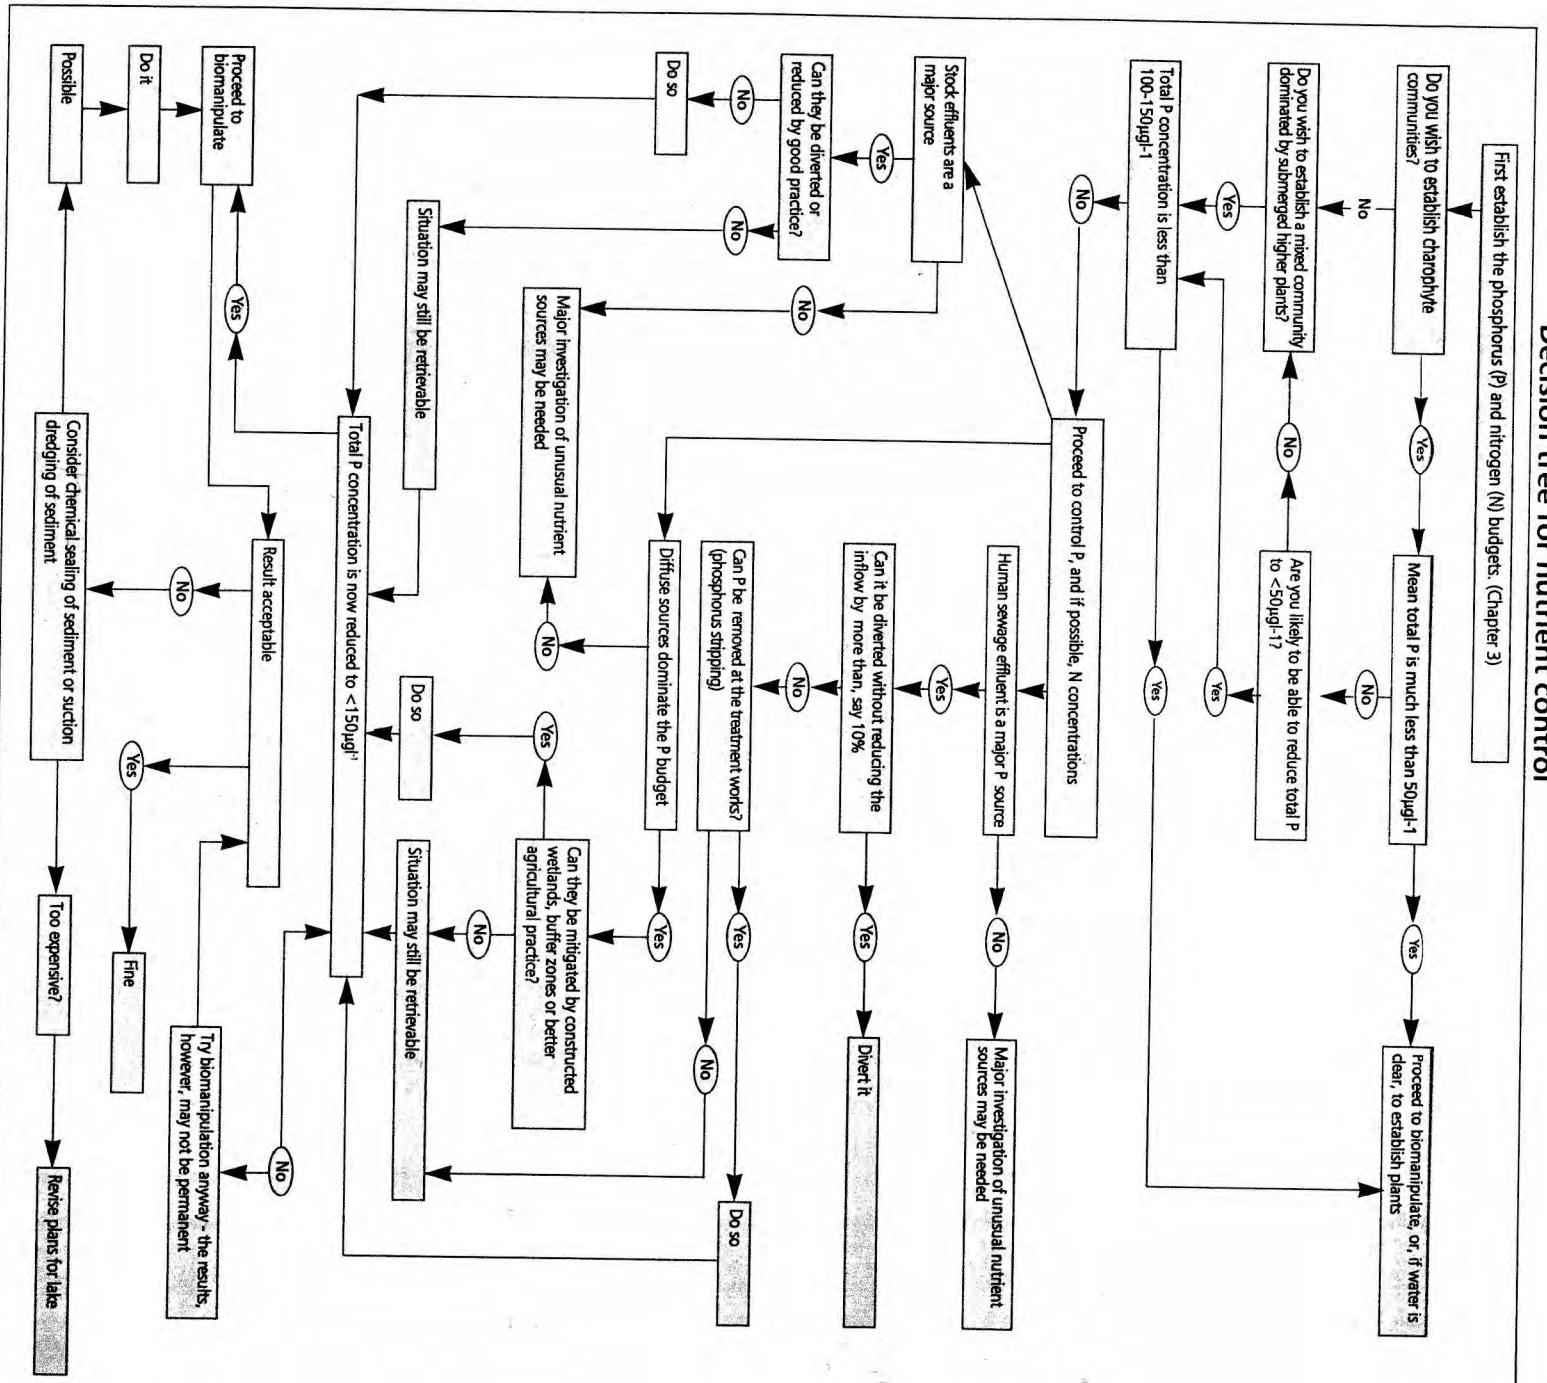 Decision tree for nutrient control
First establish the phosphorus (P) and nitrogen (N) budgets. (Chapter 3)
Do you wish to establish charophyte
communities?
Yes
Mean total P is much less than 50µgl-1
Yes
Proceed to biomanipulate, or, if water is
clear, to establish plants
No
No
Do you wish to establish a mixed community
dominated by submerged higher plants?
No
Are you likely to be able to reduce total P
to <50µgl-1?
Yes
Yes
Total P concentration is less than
100-150µgl-1
Yes
No
Proceed to control P, and if possible, N concentrations
Stock effluents are a
major source
Human sewage effluent is a major P source
No
Major investigation of unusual nutrient
sources may be needed
Yes
Yes
Can they be diverted or
reduced by good practice?
No
Can it be diverted without reducing the
inflow by more than, say 10%
Yes
Divert it
No
No
No
Can P be removed at the treatment works?
(phosphorus stripping)
Yes
Do so
No
Do so
Diffuse sources dominate the P budget
Yes
No
Major investigation of unusual nutrient
sources may be needed
Can they be mitigated by constructed
wetlands, buffer zones or better
agricultural practice?
Yes
No
Situation may still be retrievable
Do so
Situation may still be retrievable
Total P concentration is now reduced to <150µgl-1
Yes
No
Proceed to
biomanipulate
Result acceptable
Try biomanipulation anyway - the results,
however, may not be permanent
Do it
No
Yes
Fine
Possible
Consider chemical sealing of sediment or suction
dredging of sediment
Too expensive?
Revise plans for lake